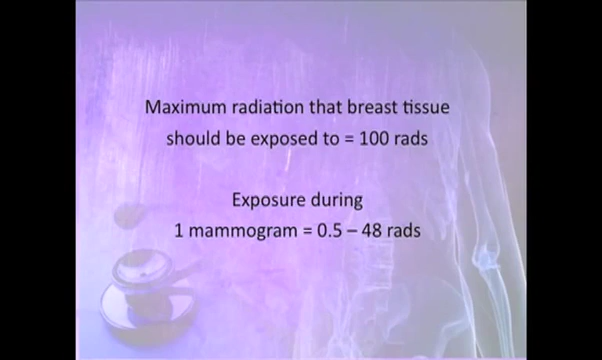 Maximum radiation that breast tissue
should be exposed to = 100 rads
Exposure during
1 mammogram = 0.5 – 48 rads